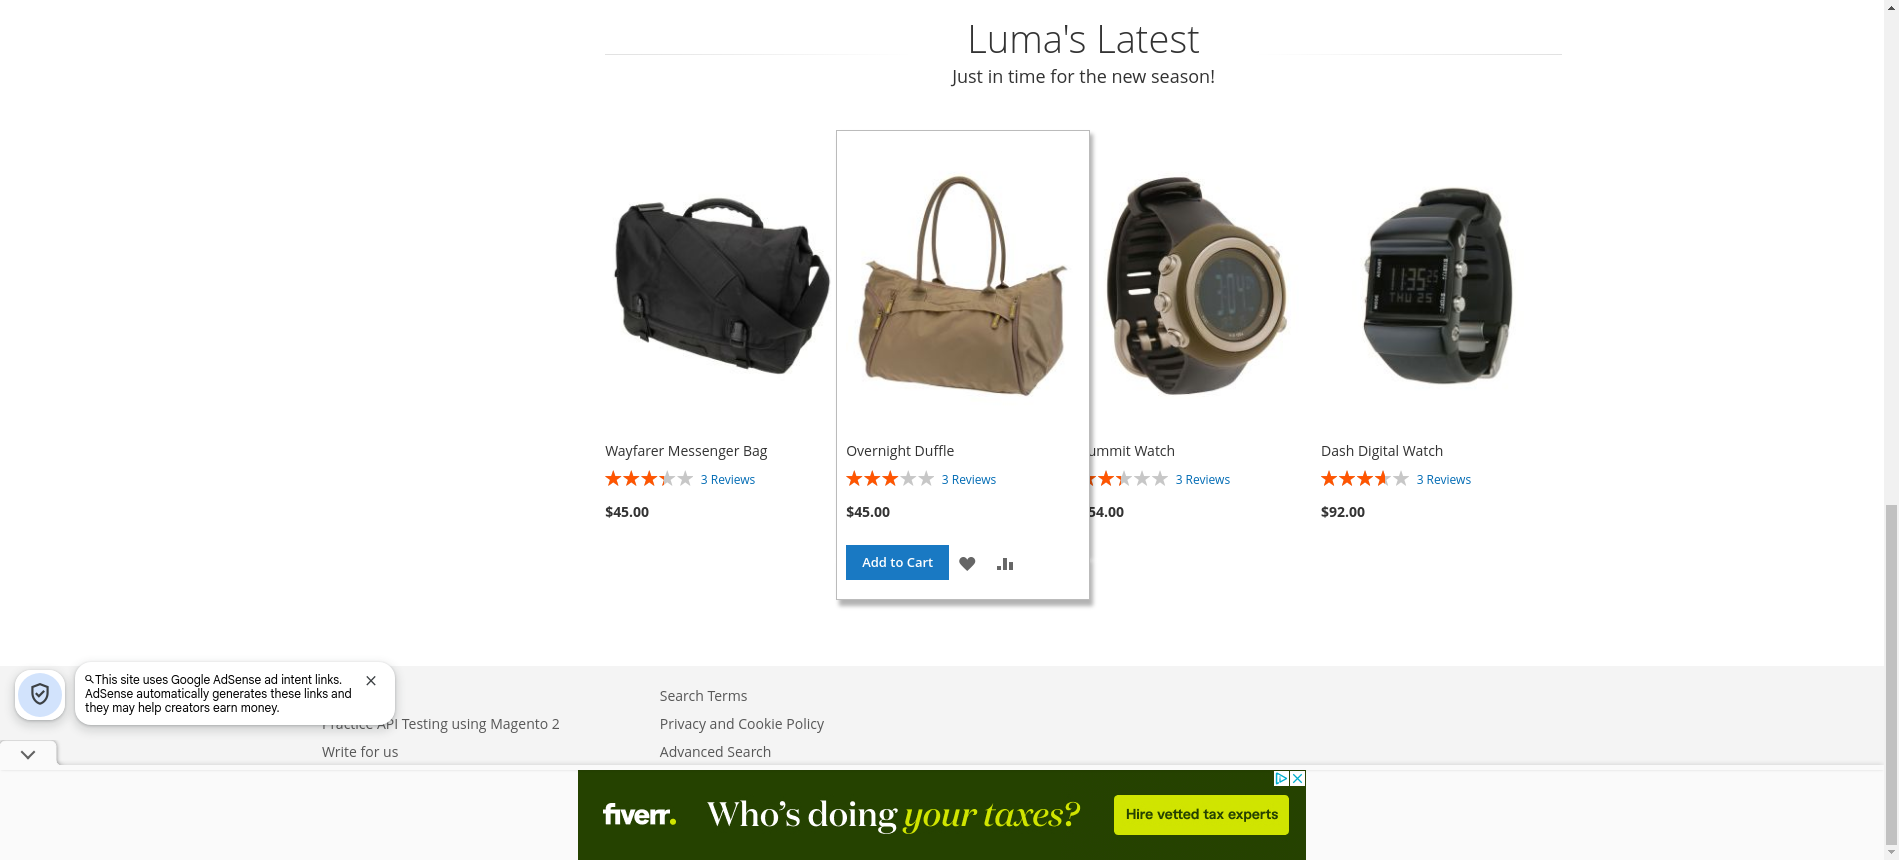 Luma's Latest
Just in time for the new season!
Wayfarer Messenger Bag
3 Reviews
$45.00
Overnight Duffle
3 Reviews
$45.00
Add to Cart
ummit Watch
3 Reviews
54.00
Dash Digital Watch
3 Reviews
$92.00
This site uses Google AdSense ad intent links.
AdSense automatically generates these links and
they may help creators earn money.
Practice API Testing using Magento 2
Write for us
Search Terms
Privacy and Cookie Policy
Advanced Search
fiverr.
Who's doing your taxes?
Hire vetted tax experts